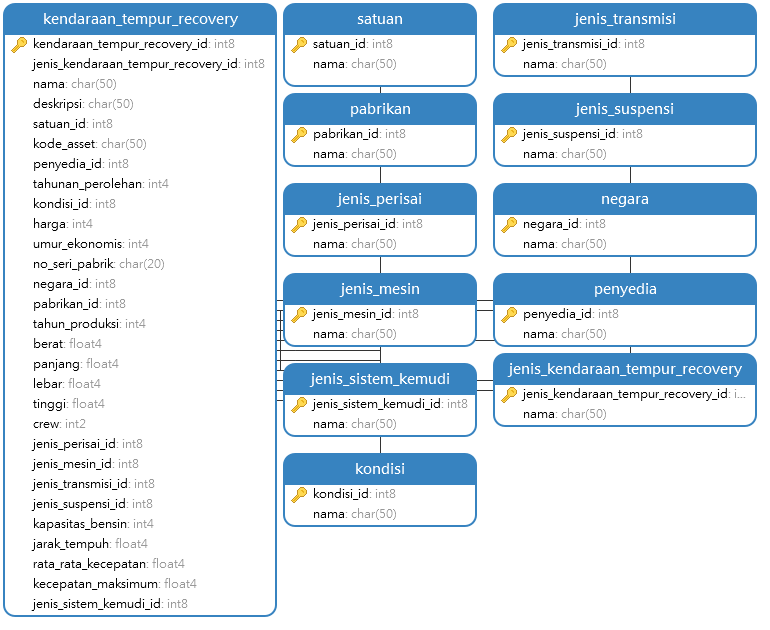 kendaraan_tempur_recovery
kendaraan_tempur_recovery_id: int8
jenis_kendaraan_tempur_recovery_id: int8
nama: char(50)
deskripsi: char(50)
satuan_id: int8
kode_asset: char(50)
penyedia_id: int8
tahunan_perolehan: int4
kondisi_id: int8
harga: int4
umur_ekonomis: int4
no_seri_pabrik: char(20)
negara_id: int8
pabrikan_id: int8
tahun_produksi: int4
berat: float4
panjang: float4
lebar: float4
tinggi: float4
crew: int2
jenis_perisai_id: int8
jenis_mesin_id: int8
jenis_transmisi_id: int8
jenis_suspensi_id: int8
kapasitas_bensin: int4
jarak_tempuh: float4
rata_rata_kecepatan: float4
kecepatan_maksimum: float4
jenis_sistem_kemudi_id: int8
satuan
satuan_id: int8
nama: char(50)
pabrikan
pabrikan_id: int8
nama: char(50)
jenis_perisai
jenis_perisai_id: int8
nama: char(50)
jenis_mesin
jenis_mesin_id: int8
nama: char(50)
jenis_sistem_kemudi
jenis_sistem_kemudi_id: int8
nama: char(50)
kondisi
kondisi_id: int8
nama: char(50)
jenis_transmisi
jenis_transmisi_id: int8
nama: char(50)
jenis_suspensi
jenis_suspensi_id: int8
nama: char(50)
negara
negara_id: int8
nama: char(50)
penyedia
penyedia_id: int8
nama: char(50)
jenis_kendaraan_tempur_recovery
jenis_kendaraan_tempur_recovery_id: i...
nama: char(50)